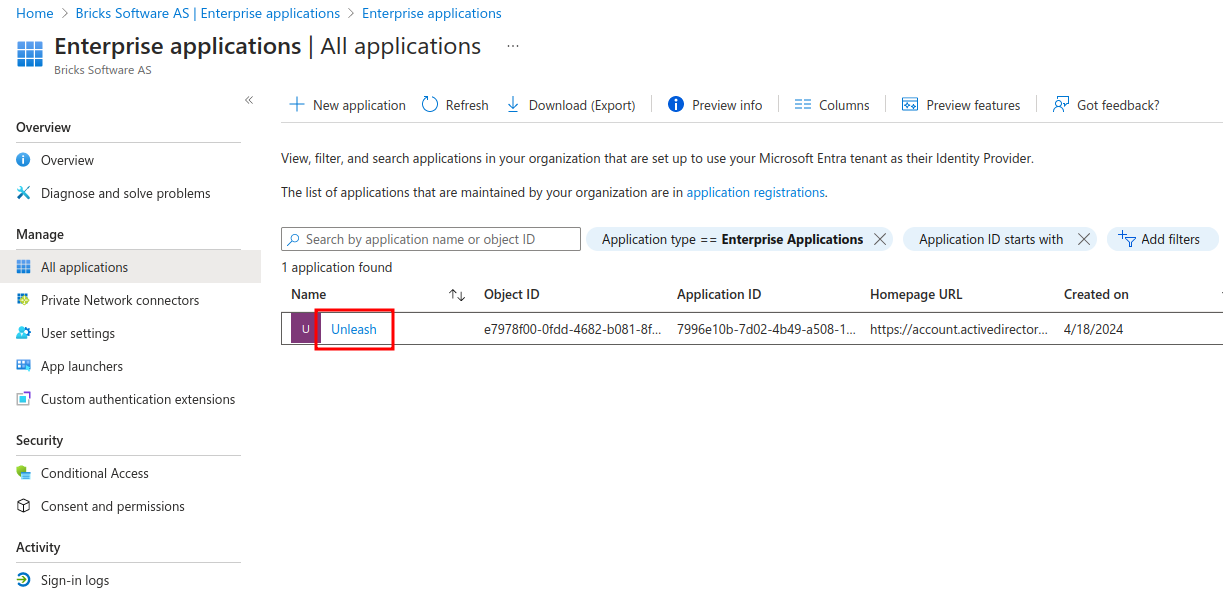 Home > Bricks Software AS | Enterprise applications > Enterprise applications
Enterprise applications | All applications ...
Bricks Software AS
«
New application Refresh Download (Export) Preview info Columns Preview features Got feedback?
Overview
Overview
Diagnose and solve problems
Manage
All applications
Private Network connectors
User settings
App launchers
Custom authentication extensions
Security
Conditional Access
Consent and permissions
Activity
Sign-in logs
View, filter, and search applications in your organization that are set up to use your Microsoft Entra tenant as their Identity Provider.
The list of applications that are maintained by your organization are in application registrations.
Search by application name or object ID Application type == Enterprise Applications Application ID starts with Add filters
1 application found
Name Object ID Application ID Homepage URL Created on
U Unleash e7978f00-0fdd-4682-b081-8f... 7996e10b-7d02-4b49-a508-1... https://account.activedirector... 4/18/2024